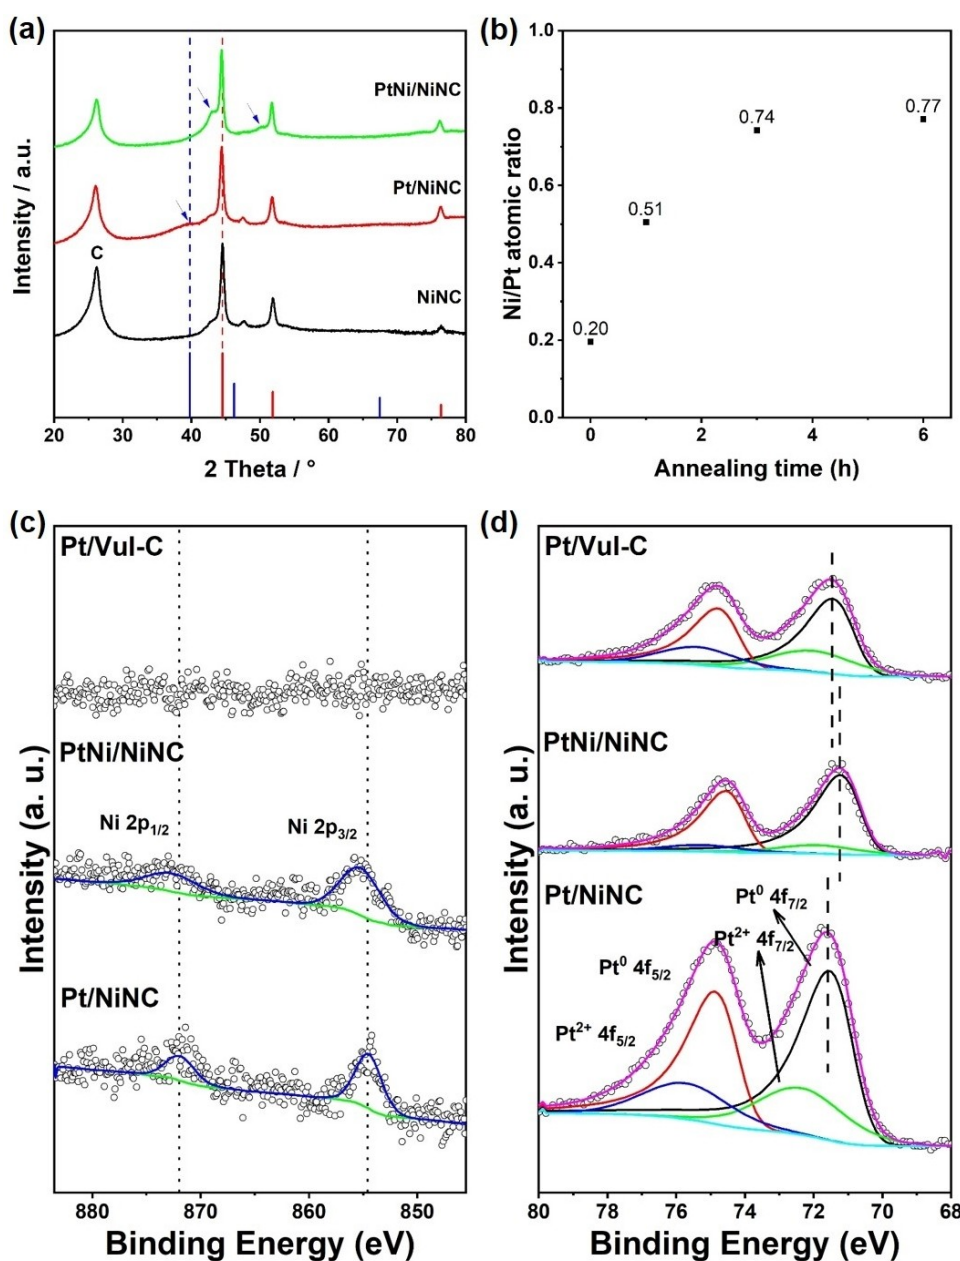 (a)
PtNi/NiNC
Pt/NiNC
C
NiNC
Intensity / a.u.
20 30 40 50 60 70 80
2 Theta / °
(b)
1.0
0.8
0.6
0.4
0.2
0.0
0.20
0.51
0.74
0.77
Ni/Pt atomic ratio
0 2 4 6
Annealing time (h)
(c)
Pt/Vul-C
PtNi/NiNC
Ni 2p1/2
Ni 2p3/2
Pt/NiNC
Intensity (a. u.)
880 870 860 850
Binding Energy (eV)
(d)
Pt/Vul-C
PtNi/NiNC
Pt/NiNC
Pt⁰ 4f7/2
Pt²⁺ 4f7/2
Pt⁰ 4f5/2
Pt²⁺ 4f5/2
Intensity (a. u.)
80 78 76 74 72 70 68
Binding Energy (eV)